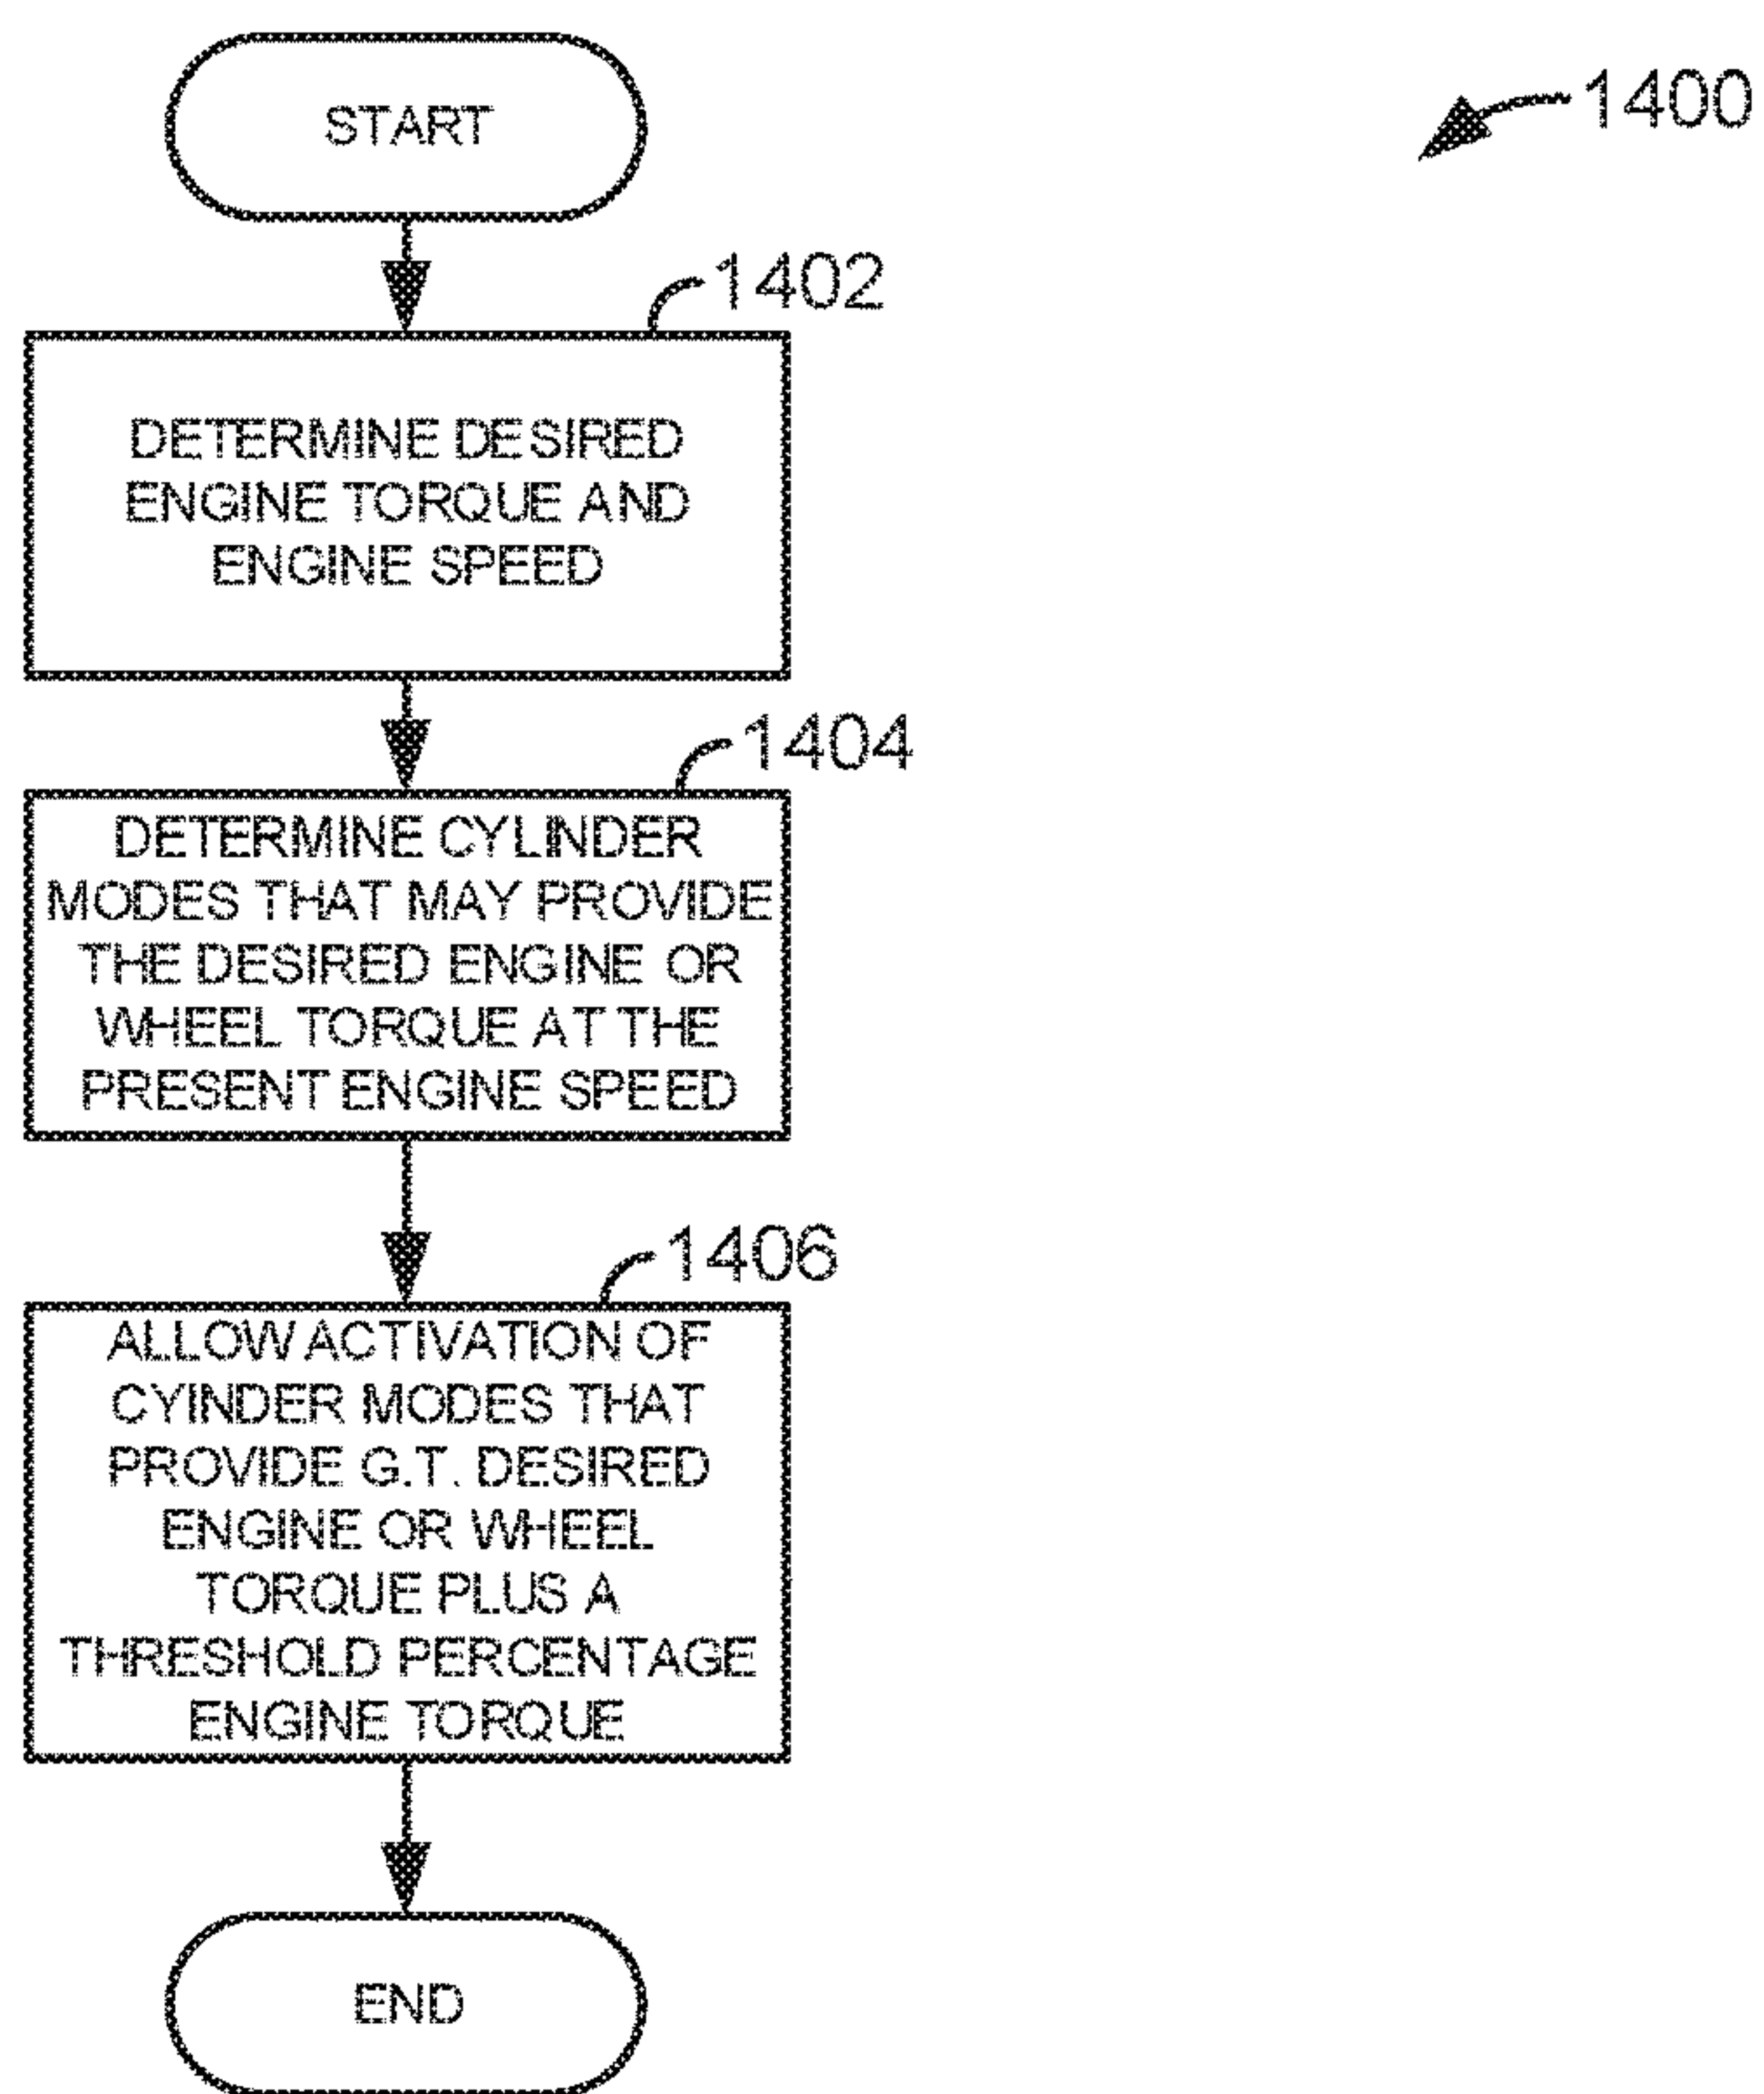 START
1400
1402
DETERMINE DESIRED
ENGINE TORQUE AND
ENGINE SPEED
1404
DETERMINE CYLINDER
MODES THAT MAY PROVIDE
THE DESIRED ENGINE OR
WHEEL TORQUE AT THE
PRESENT ENGINE SPEED
1406
ALLOW ACTIVATION OF
CYINDER MODES THAT
PROVIDE G.T. DESIRED
ENGINE OR WHEEL
TORQUE PLUS A
THRESHOLD PERCENTAGE
ENGINE TORQUE
END